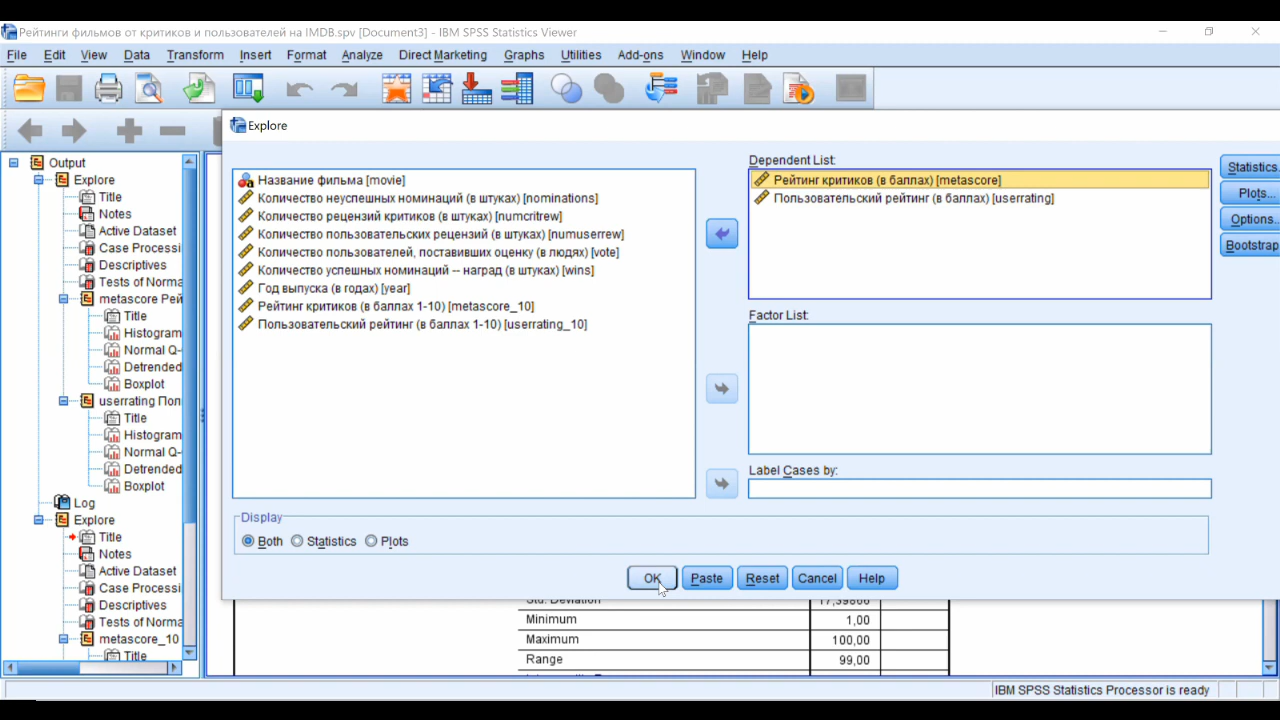 Рейтинги фильмов от критиков и пользователей на IMDB.spv [Document3] - IBM SPSS Statistics Viewer
File Edit View Data Transform Insert Format Analyze Direct Marketing Graphs Utilities Add-ons Window Help
Output
Explore
Title
Notes
Active Dataset
Case Processi
Descriptives
Tests of Norma
metascore Рей
Title
Histogram
Normal Q-
Detrended
Boxplot
userrating Пол
Title
Histogram
Normal Q-
Detrended
Boxplot
Log
Explore
Title
Notes
Active Dataset
Case Processi
Descriptives
Tests of Norma
metascore_10
Title
Explore
Название фильма [movie]
Количество неуспешных номинаций (в штуках) [nominations]
Количество рецензий критиков (в штуках) [numcritrew]
Количество пользовательских рецензий (в штуках) [numuserrew]
Количество пользователей, поставивших оценку (в людях) [vote]
Количество успешных номинаций -- наград (в штуках) [wins]
Год выпуска (в годах) [year]
Рейтинг критиков (в баллах 1-10) [metascore_10]
Пользовательский рейтинг (в баллах 1-10) [userrating_10]
Dependent List:
Рейтинг критиков (в баллах) [metascore]
Пользовательский рейтинг (в баллах) [userrating]
Factor List:
Label Cases by:
Statistics.
Plots...
Options..
Bootstrap
Display
Both Statistics Plots
OK Paste Reset Cancel Help
Std. Deviation 17,39866
Minimum 1,00
Maximum 100,00
Range 99,00
IBM SPSS Statistics Processor is ready